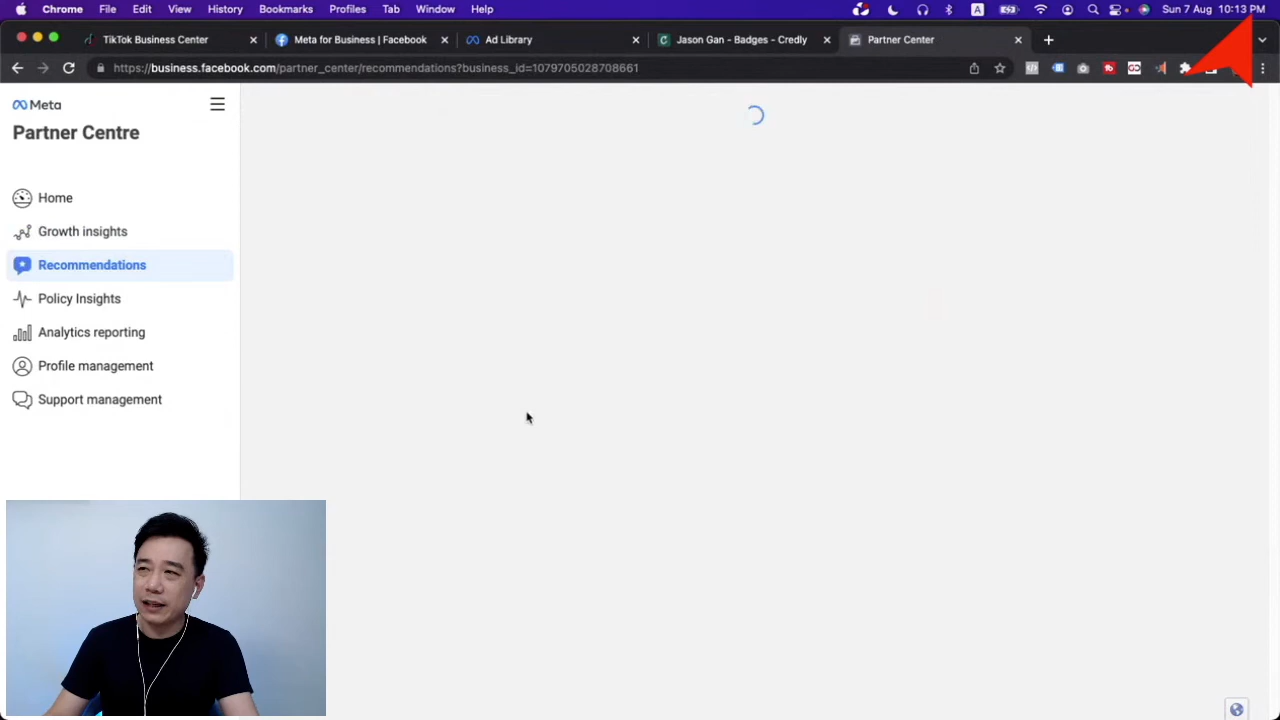 Chrome File Edit View History Bookmarks Profiles Tab Window Help A Sun 7 Aug 10:13 PM
TikTok Business Center Meta for Business | Facebook Ad Library Jason Gan - Badges - Credly Partner Center
https://business.facebook.com/partner_center/recommendations?business_id=1079705028708661
Meta
Partner Centre
Home
Growth insights
Recommendations
Policy Insights
Analytics reporting
Profile management
Support management